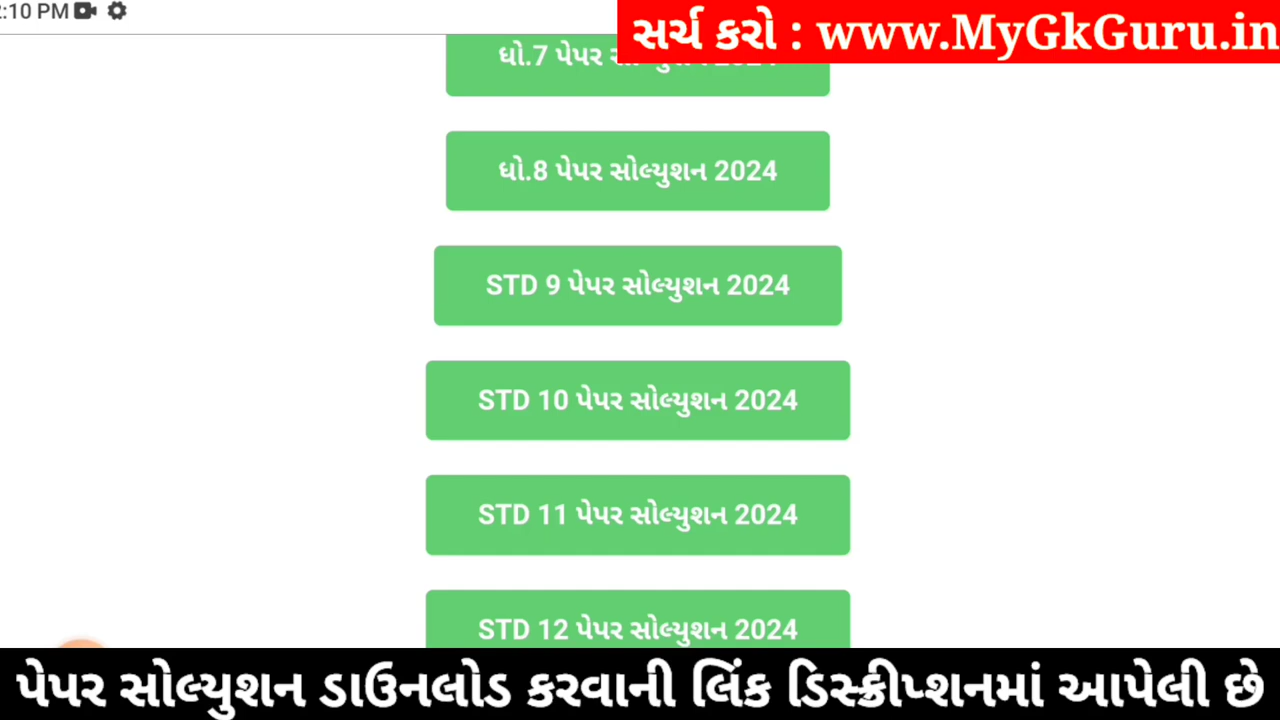 :10 PM
સર્ચ કરો : www.MyGkGuru.in
ધો.7 પેપર
ધો.8 પેપર સોલ્યુશન 2024
STD 9 પેપર સોલ્યુશન 2024
STD 10 પેપર સોલ્યુશન 2024
STD 11 પેપર સોલ્યુશન 2024
STD 12 પેપર સોલ્યુશન 2024
પેપર સોલ્યુશન ડાઉનલોડ કરવાની લિંક ડિસ્ક્રીપ્શનમાં આપેલી છે